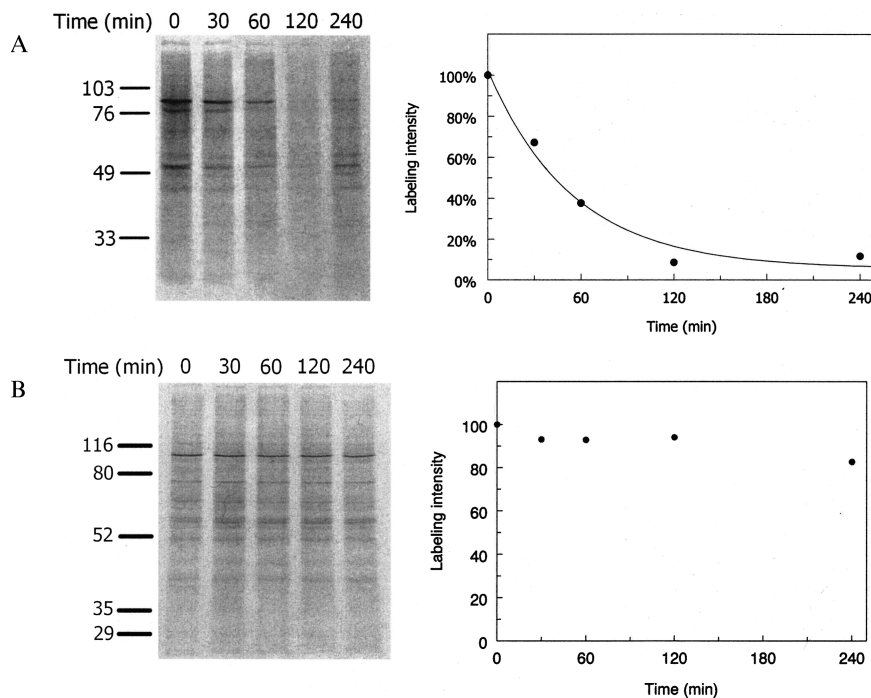 A
Time (min) 0 30 60 120 240
103
76
49
33
Labeling intensity
100%
80%
60%
40%
20%
0%
0 60 120 180 240
Time (min)
B
Time (min) 0 30 60 120 240
116
80
52
35
29
Labeling intensity
100
80
60
40
20
0
0 60 120 180 240
Time (min)